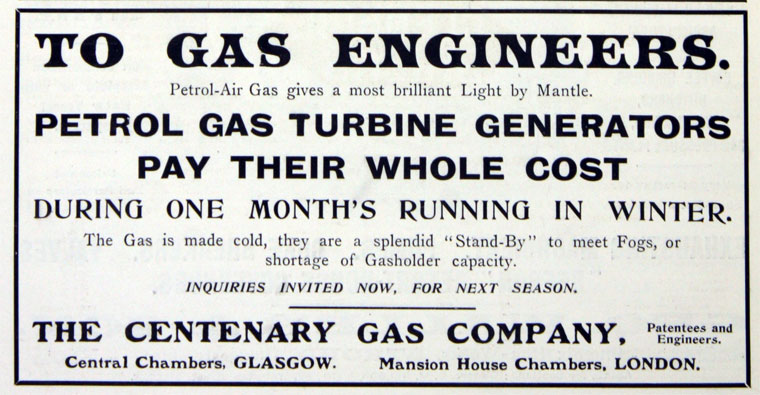 TO GAS ENGINEERS.
Petrol-Air Gas gives a most brilliant Light by Mantle.
PETROL GAS TURBINE GENERATORS
PAY THEIR WHOLE COST
DURING ONE MONTH'S RUNNING IN WINTER.
The Gas is made cold, they are a splendid "Stand-By" to meet Fogs, or
shortage of Gasholder capacity.
INQUIRIES INVITED NOW, FOR NEXT SEASON.
THE CENTENARY GAS COMPANY, Patentees and
Engineers.
Central Chambers, GLASGOW. Mansion House Chambers, LONDON.